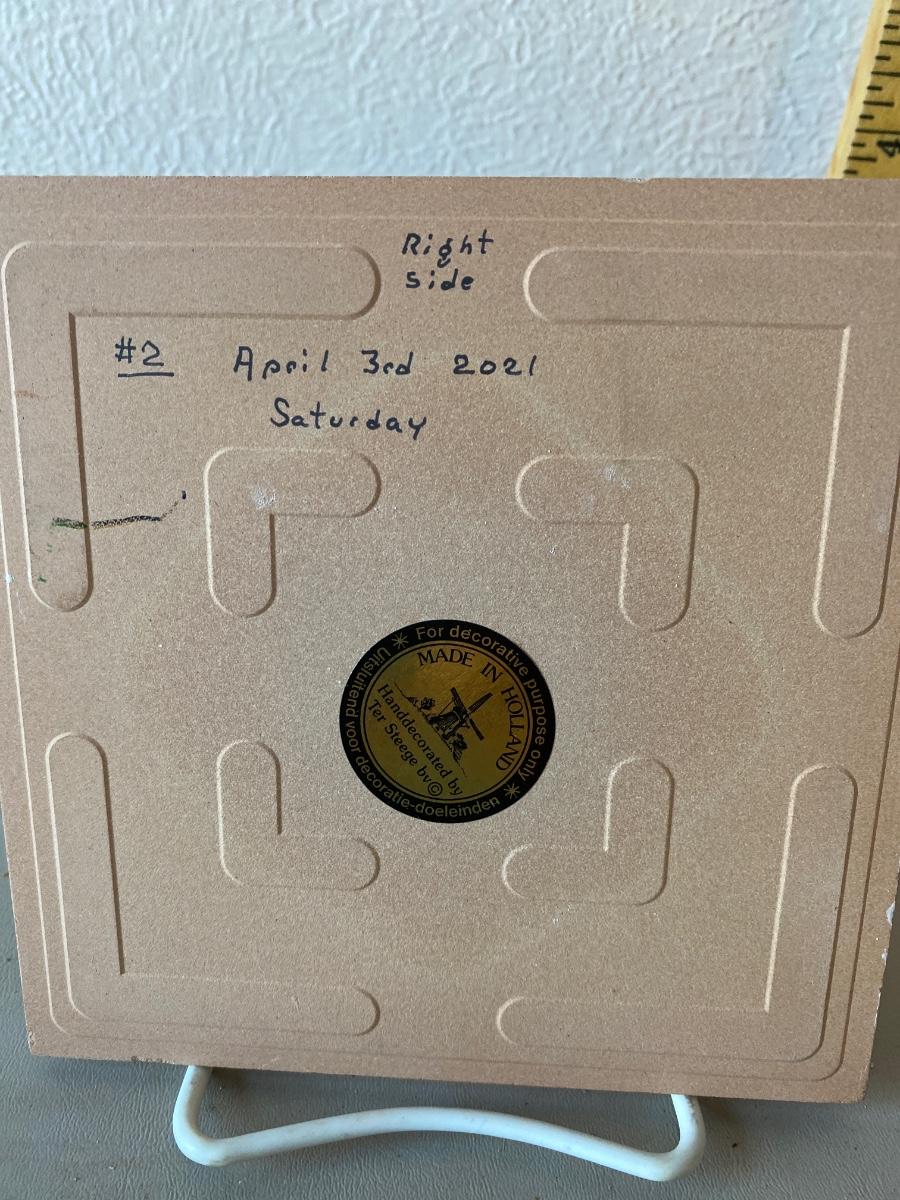 Right
side
#2 April 3rd 2021
Saturday
For decorative purpose only
MADE IN HOLLAND
Handdecorated by
Ter Steege bv©
Uitsluitend voor decoratie-doeleinden
4